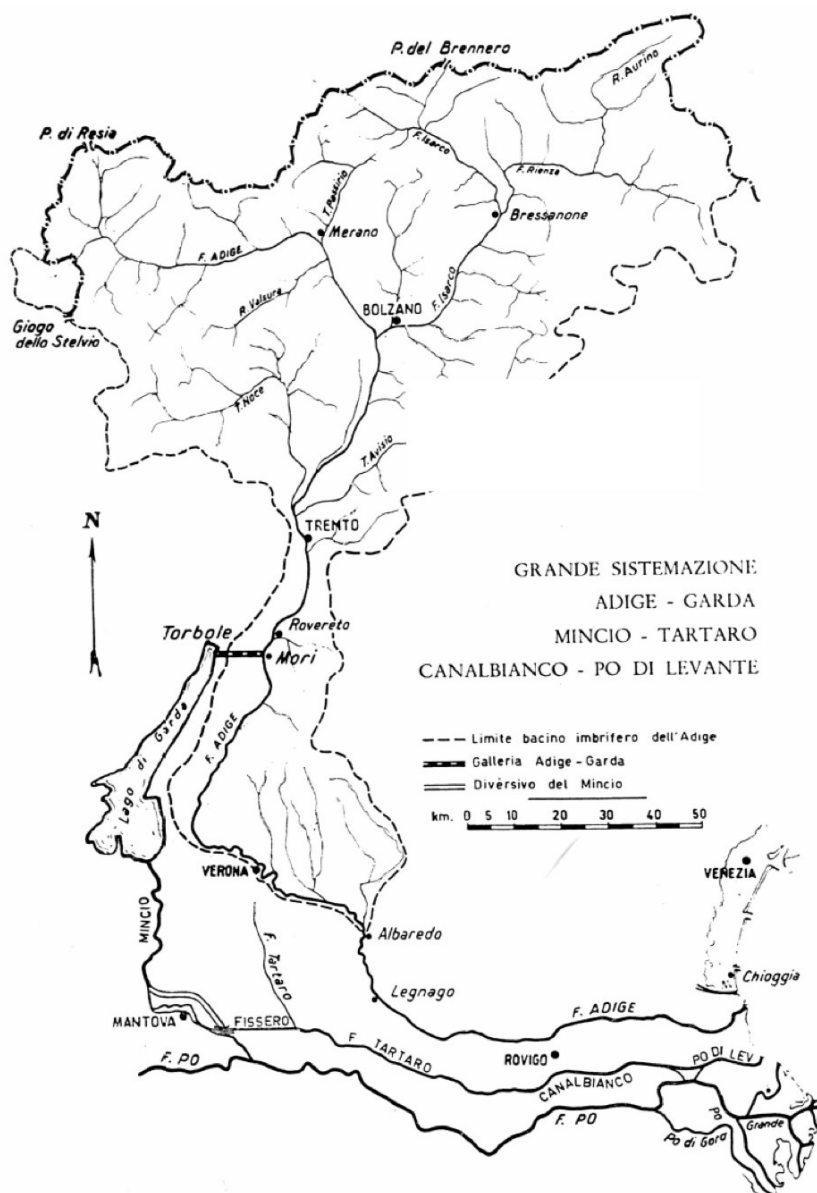 P. del Brennero
R. Aurino
P. di Resia
F. Isarco
F. Rienza
T. Passirio
Bressanone
Merano
F. ADIGE
R. Valsura
F. Isarco
BOLZANO
Giogo
dello Stelvio
F. Noce
T. Avisio
N
TRENTO
GRANDE SISTEMAZIONE
ADIGE - GARDA
MINCIO - TARTARO
CANALBIANCO - PO DI LEVANTE
Rovereto
Torbole
Mori
Lago di Garda
F. ADIGE
Limite bacino imbrifero dell'Adige
Galleria Adige-Garda
Diversivo del Mincio
km. 0 5 10 20 30 40 50
VERONA
VENEZIA
MINCIO
Albaredo
F. Tartaro
Chioggia
Legnago
MANTOVA
FISSERO
F. ADIGE
F. TARTARO
ROVIGO
PO DI LEV
CANALBIANCO
F. PO
F. PO
PO
Grande
Po di Goro